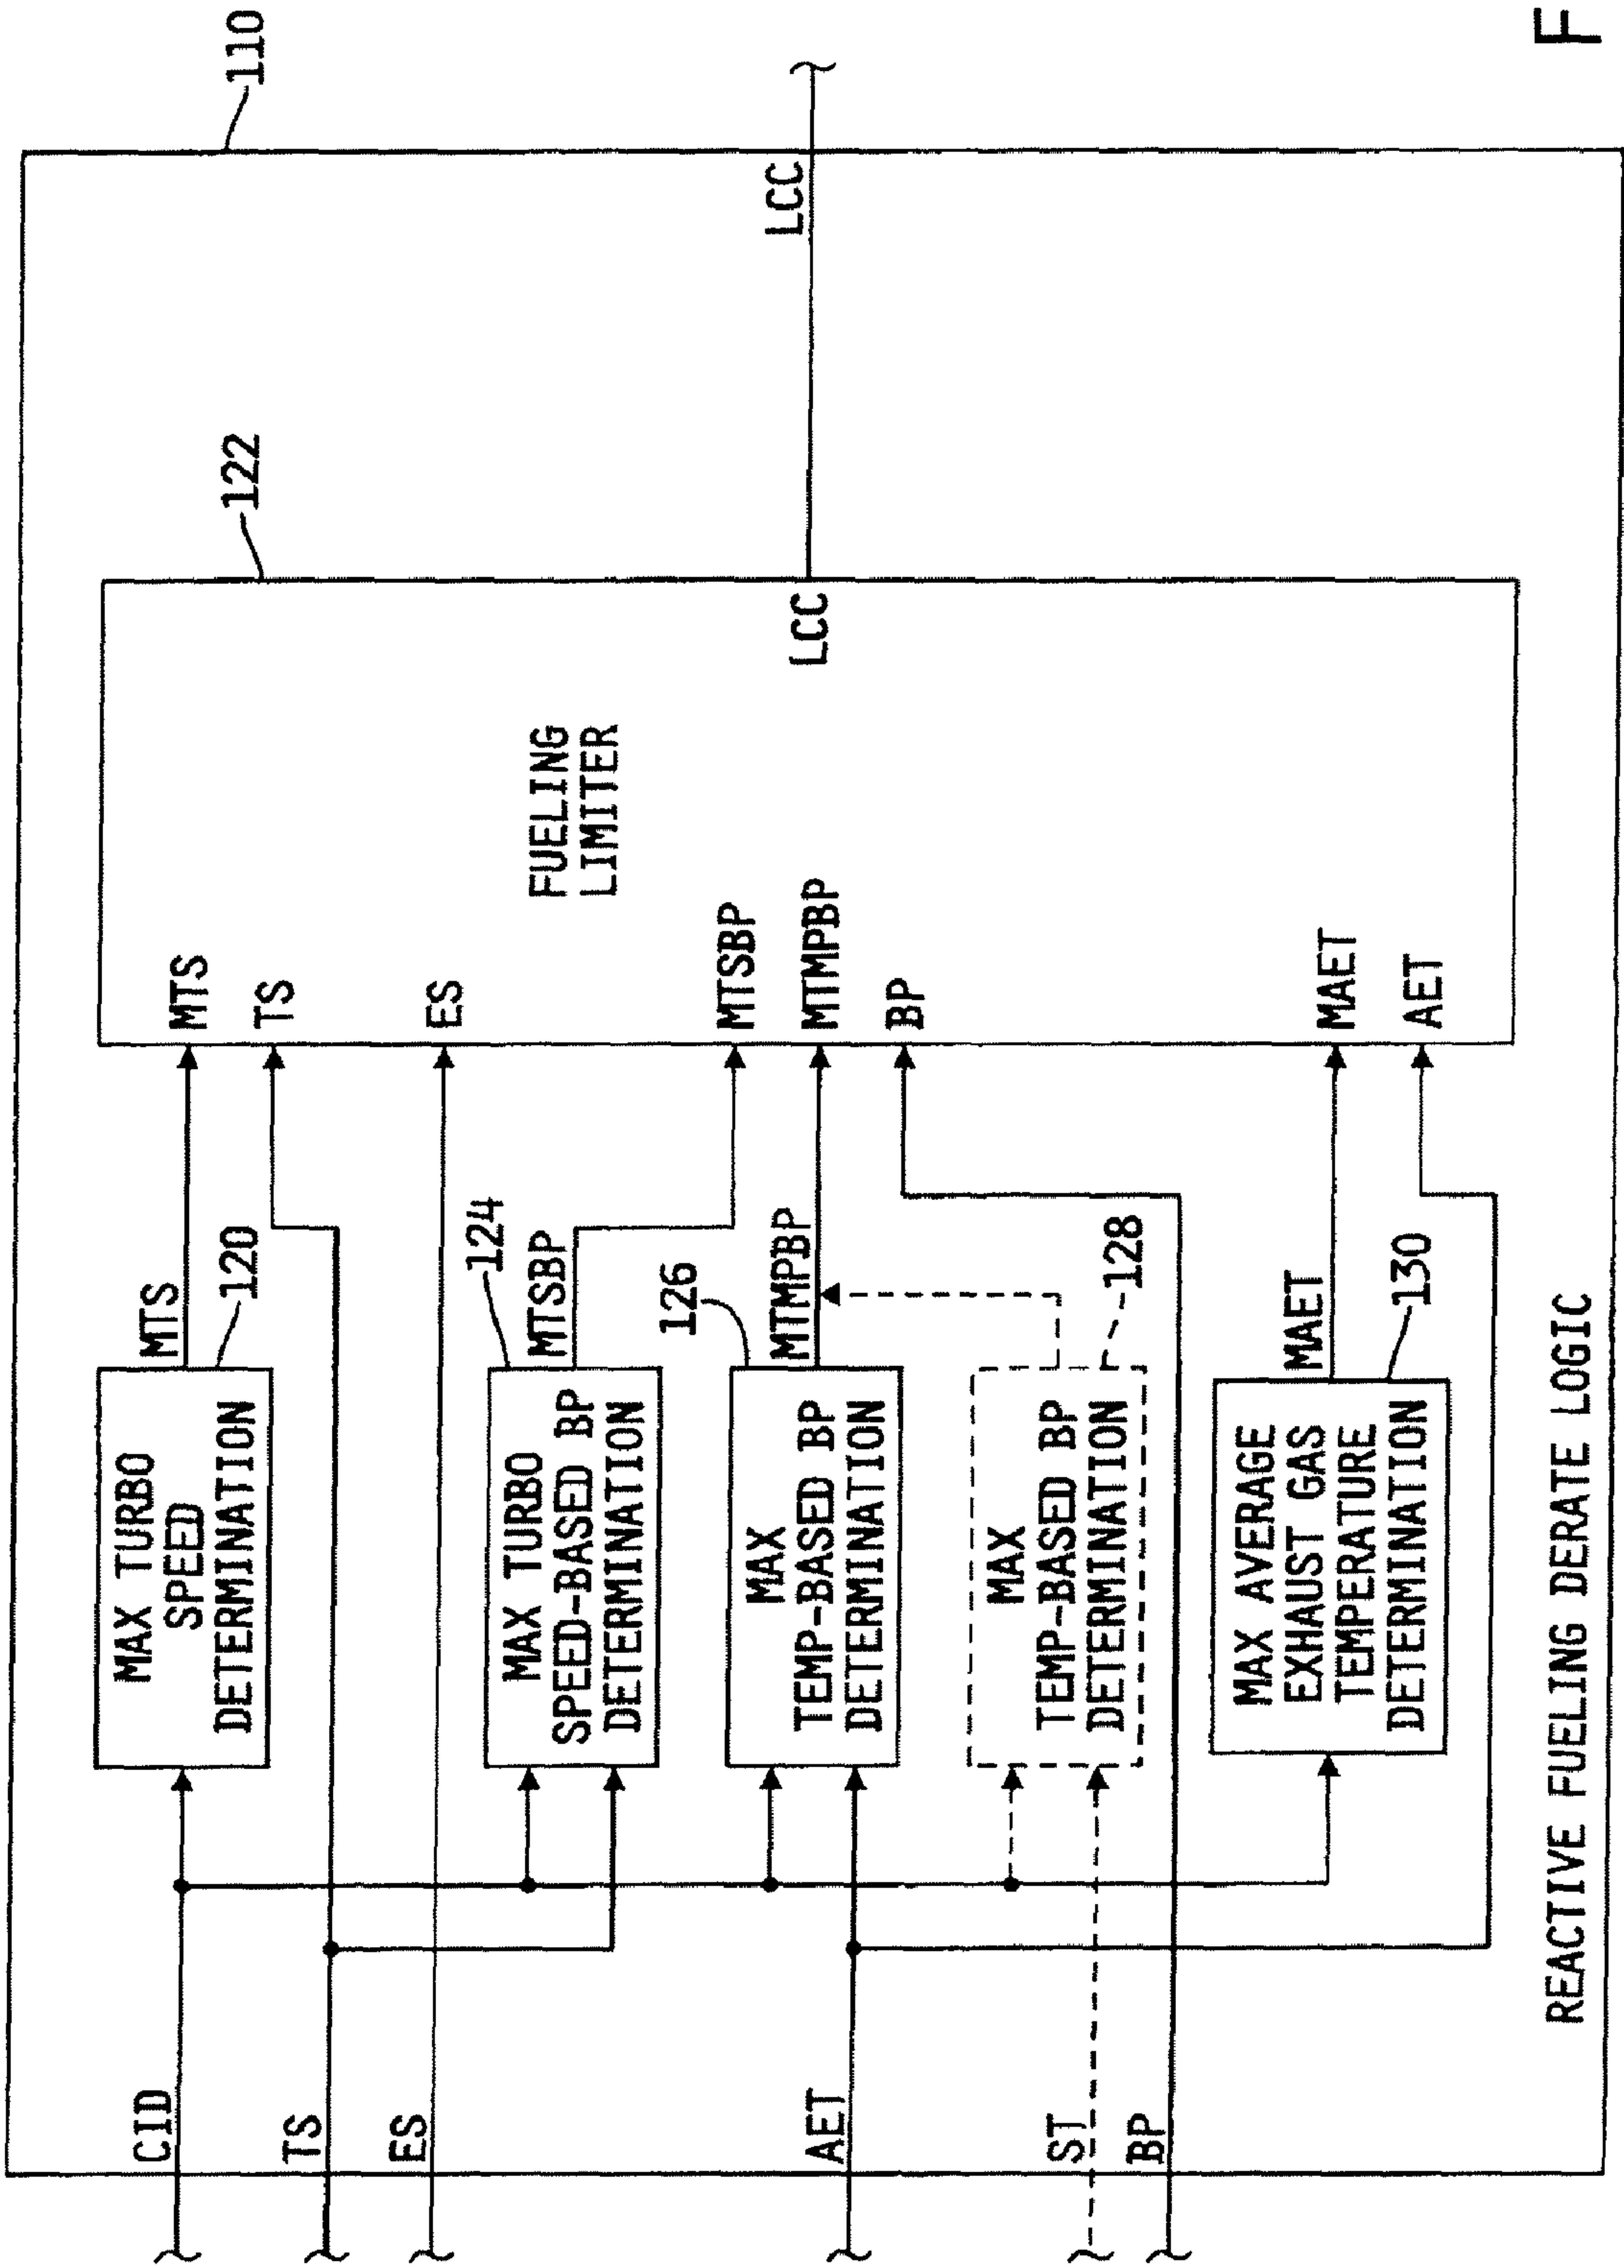 110
CID
TS
ES
AET
ST
BP
MAX TURBO
SPEED
DETERMINATION
MTS
120
MAX TURBO
SPEED-BASED BP
DETERMINATION
MTSBP
124
MAX
TEMP-BASED BP
DETERMINATION
MTMPBP
126
MAX
TEMP-BASED BP
DETERMINATION
128
MAX AVERAGE
EXHAUST GAS
TEMPERATURE
DETERMINATION
MAET
130
MTS
TS
ES
MTSBP
MTMPBP
BP
MAET
AET
FUELING
LIMITER
LCC
122
LCC
REACTIVE FUELING DERATE LOGIC
F